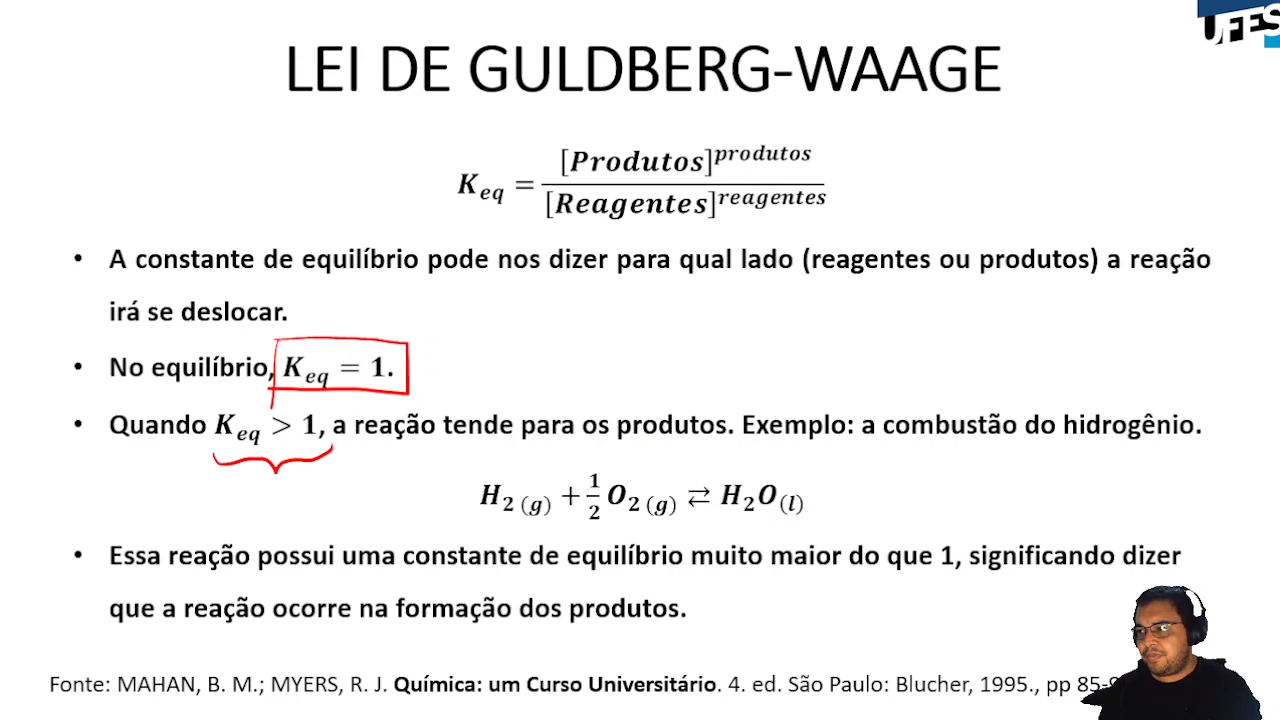 UFES
LEI DE GULDBERG-WAAGE
K_eq = [Produtos]^produtos / [Reagentes]^reagentes
• A constante de equilíbrio pode nos dizer para qual lado (reagentes ou produtos) a reação
irá se deslocar.
• No equilíbrio, K_eq = 1.
• Quando K_eq > 1, a reação tende para os produtos. Exemplo: a combustão do hidrogênio.
H₂ (g) + 1/2 O₂ (g) ⇄ H₂O(l)
• Essa reação possui uma constante de equilíbrio muito maior do que 1, significando dizer
que a reação ocorre na formação dos produtos.
Fonte: MAHAN, B. M.; MYERS, R. J. Química: um Curso Universitário. 4. ed. São Paulo: Blucher, 1995., pp 85-